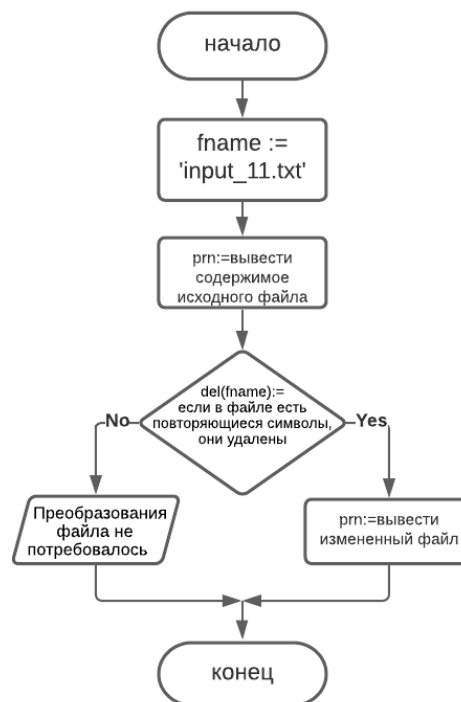 начало
fname :=
'input_11.txt'
prn:=вывести
содержимое
исходного файла
del(fname):=
если в файле есть
повторяющиеся символы,
они удалены
No
Yes
Преобразования
файла не
потребовалось
prn:=вывести
измененный файл
конец